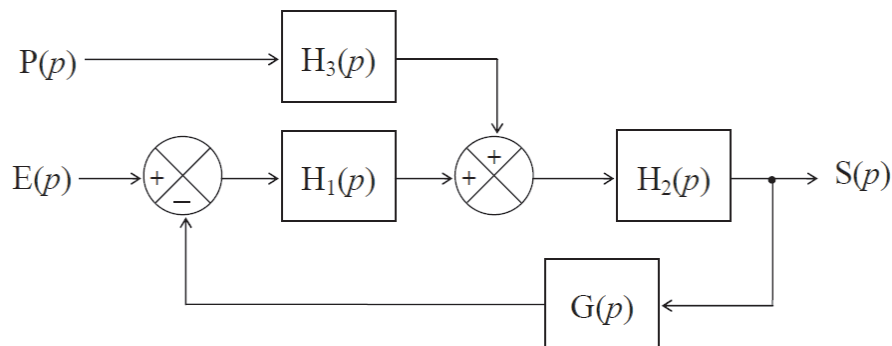 P(p)
H₃(p)
+
E(p)
+
−
H₁(p)
+
H₂(p)
S(p)
G(p)